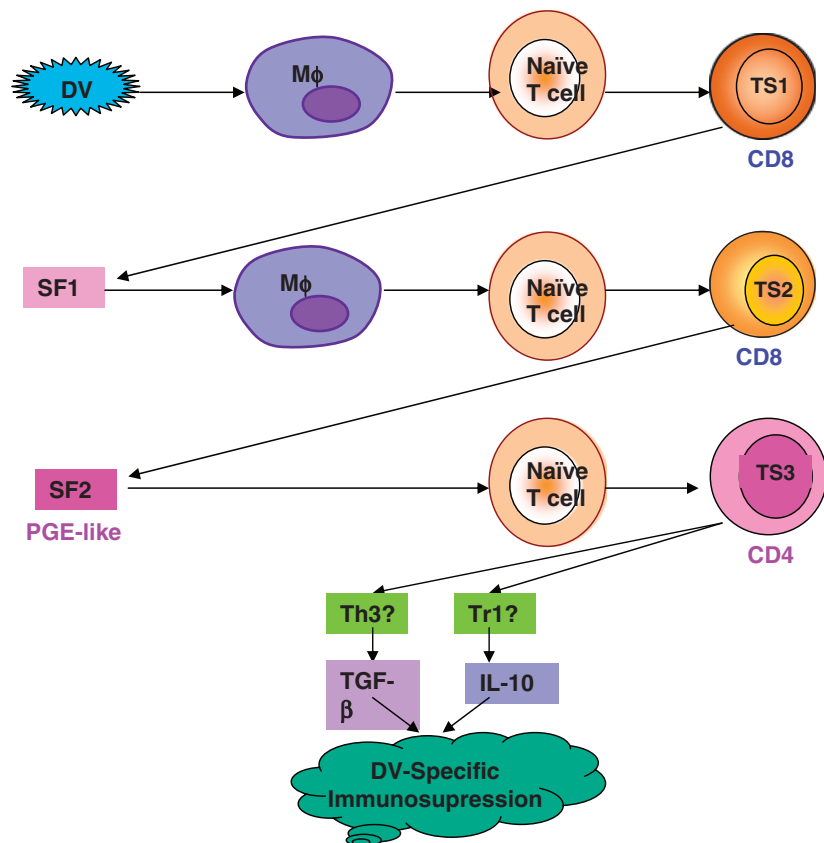 DV
Mϕ
Naïve
T cell
TS1
CD8
SF1
Mϕ
Naïve
T cell
TS2
CD8
SF2
PGE-like
Naïve
T cell
TS3
CD4
Th3?
Tr1?
TGF-
β
IL-10
DV-Specific
Immunosupression